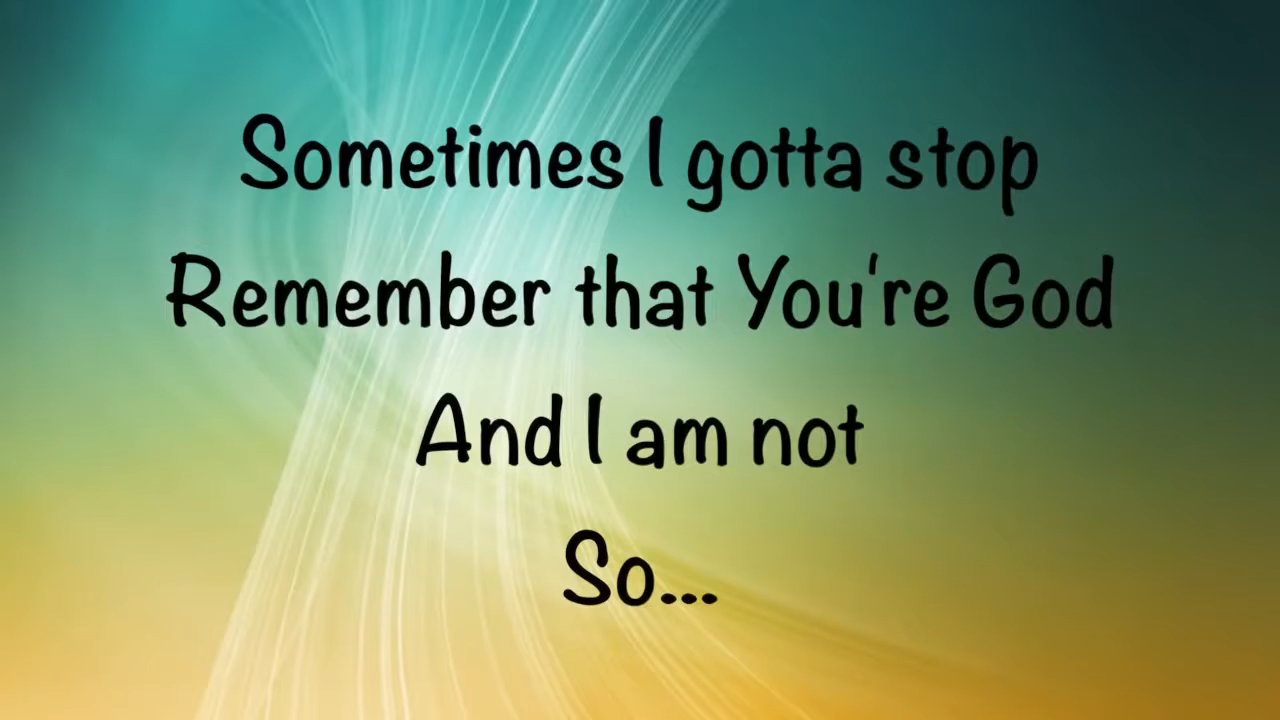 Sometimes I gotta stop
Remember that You're God
And I am not
So...